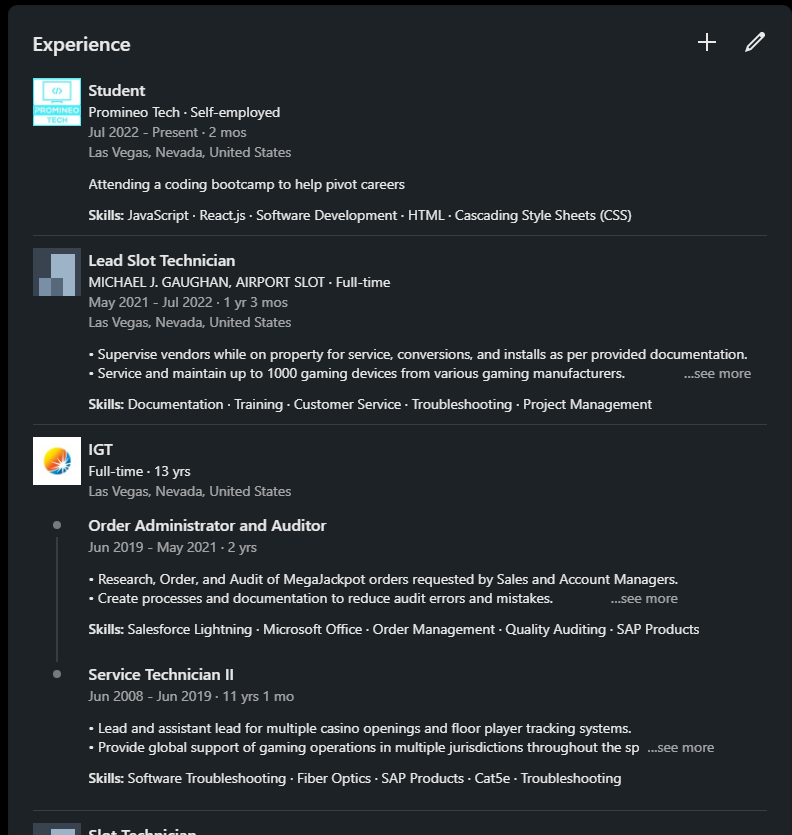 Experience
</>
PROMINEO
TECH
Student
Promineo Tech · Self-employed
Jul 2022 - Present · 2 mos
Las Vegas, Nevada, United States
Attending a coding bootcamp to help pivot careers
Skills: JavaScript · React.js · Software Development · HTML · Cascading Style Sheets (CSS)
Lead Slot Technician
MICHAEL J. GAUGHAN, AIRPORT SLOT · Full-time
May 2021 - Jul 2022 · 1 yr 3 mos
Las Vegas, Nevada, United States
• Supervise vendors while on property for service, conversions, and installs as per provided documentation.
• Service and maintain up to 1000 gaming devices from various gaming manufacturers. ...see more
Skills: Documentation · Training · Customer Service · Troubleshooting · Project Management
IGT
Full-time · 13 yrs
Las Vegas, Nevada, United States
Order Administrator and Auditor
Jun 2019 - May 2021 · 2 yrs
• Research, Order, and Audit of MegaJackpot orders requested by Sales and Account Managers.
• Create processes and documentation to reduce audit errors and mistakes. ...see more
Skills: Salesforce Lightning · Microsoft Office · Order Management · Quality Auditing · SAP Products
Service Technician II
Jun 2008 - Jun 2019 · 11 yrs 1 mo
• Lead and assistant lead for multiple casino openings and floor player tracking systems.
• Provide global support of gaming operations in multiple jurisdictions throughout the sp ...see more
Skills: Software Troubleshooting · Fiber Optics · SAP Products · Cat5e · Troubleshooting
Slot Technician